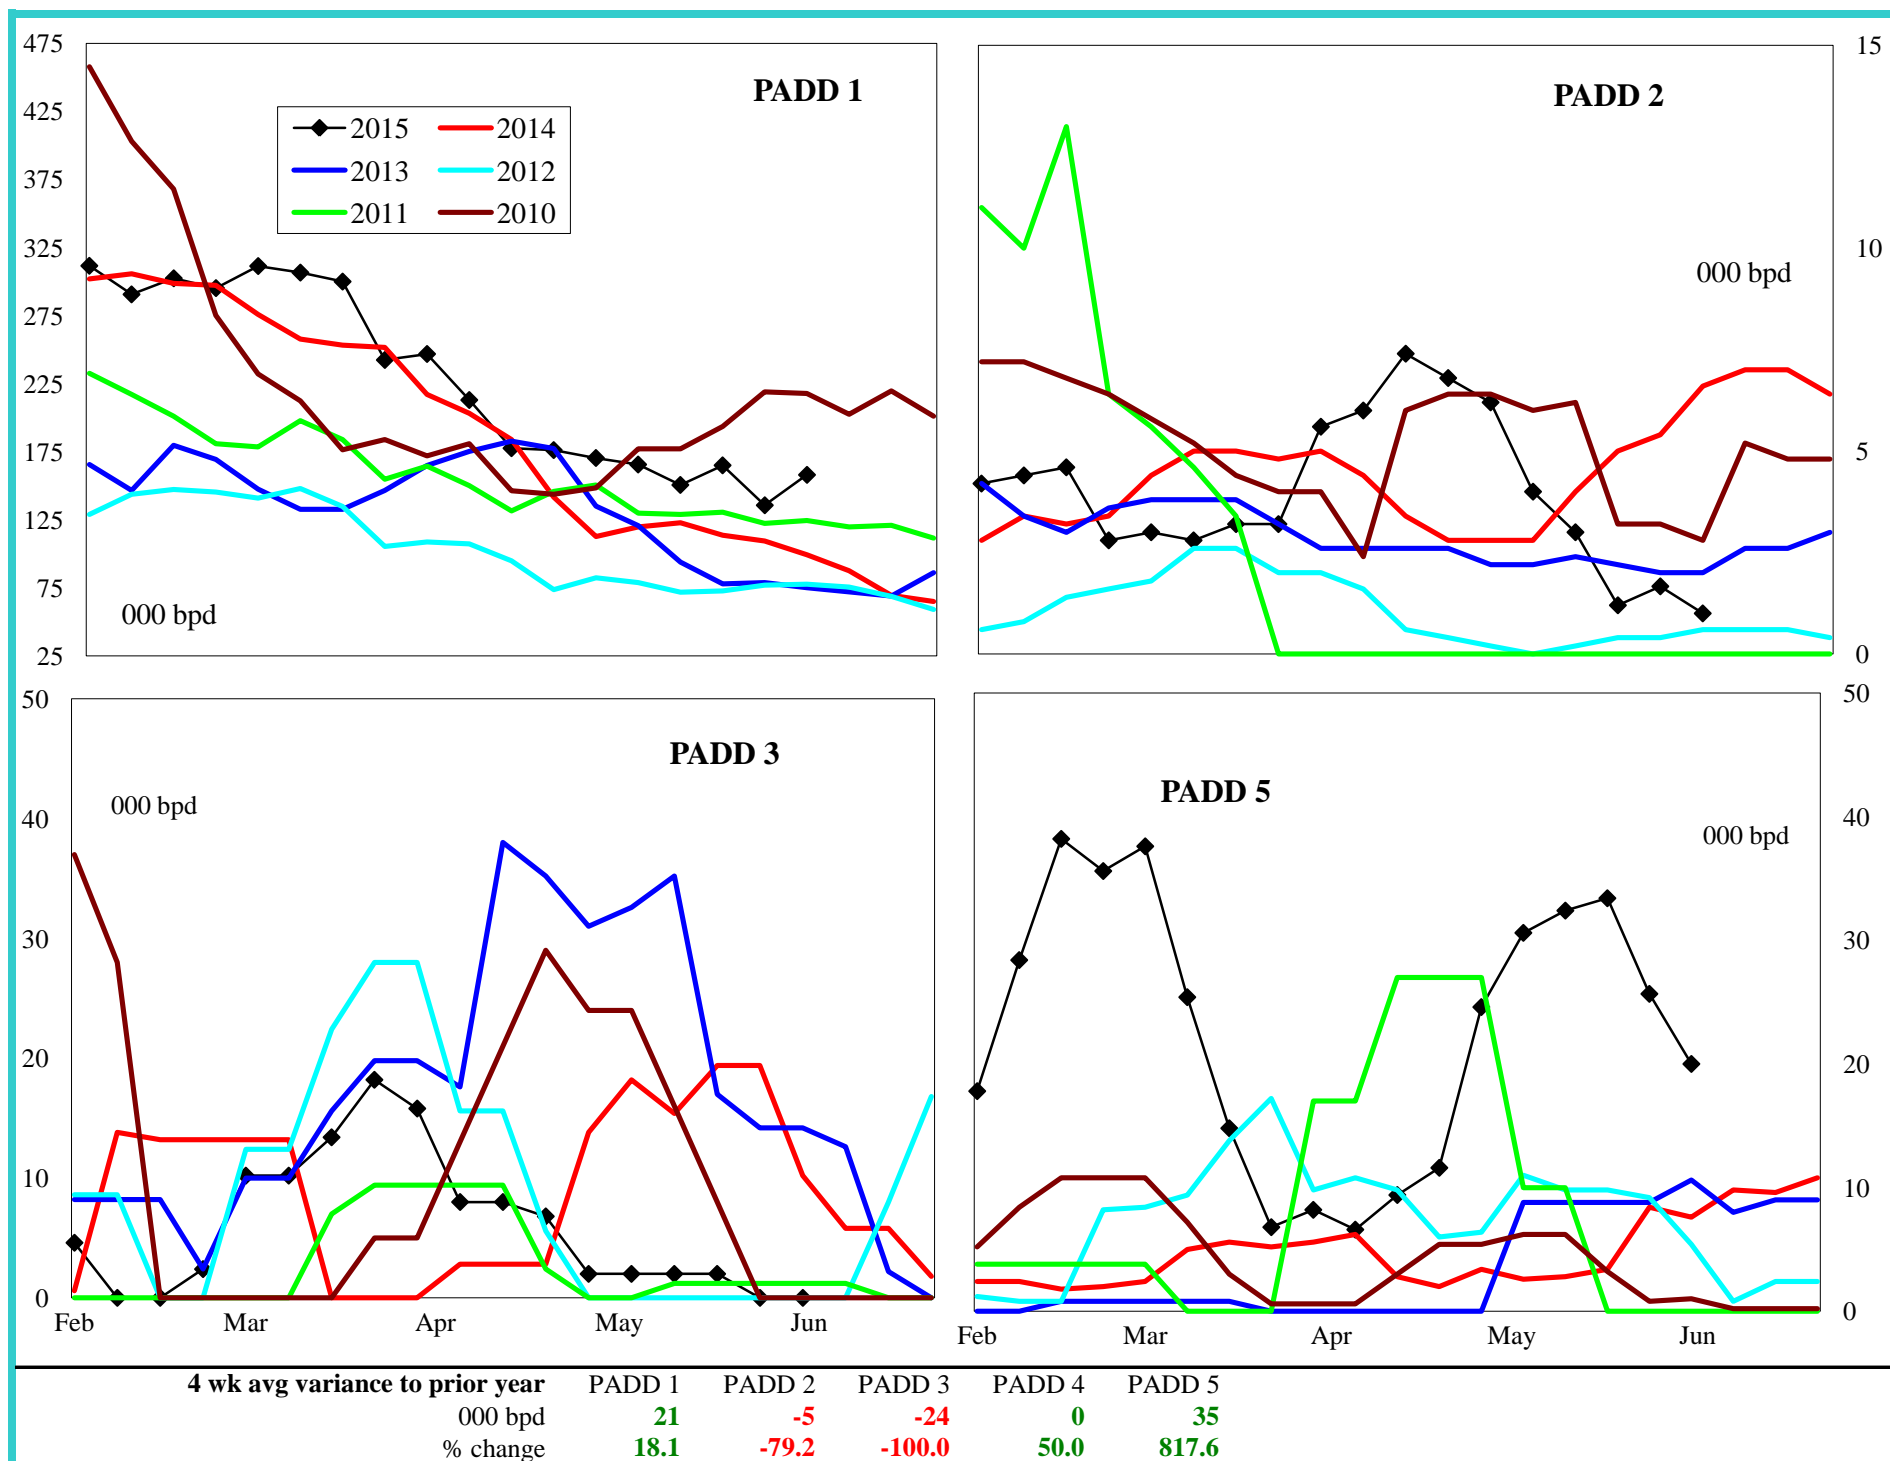 475
425
375
325
275
225
175
125
75
25
PADD 1
2015 2014
2013 2012
2011 2010
000 bpd
PADD 2
000 bpd
15
10
5
0
50
40
30
20
10
0
PADD 3
000 bpd
Feb Mar Apr May Jun
PADD 5
000 bpd
50
40
30
20
10
0
Feb Mar Apr May Jun
4 wk avg variance to prior year PADD 1 PADD 2 PADD 3 PADD 4 PADD 5
000 bpd 21 -5 -24 0 35
% change 18.1 -79.2 -100.0 50.0 817.6